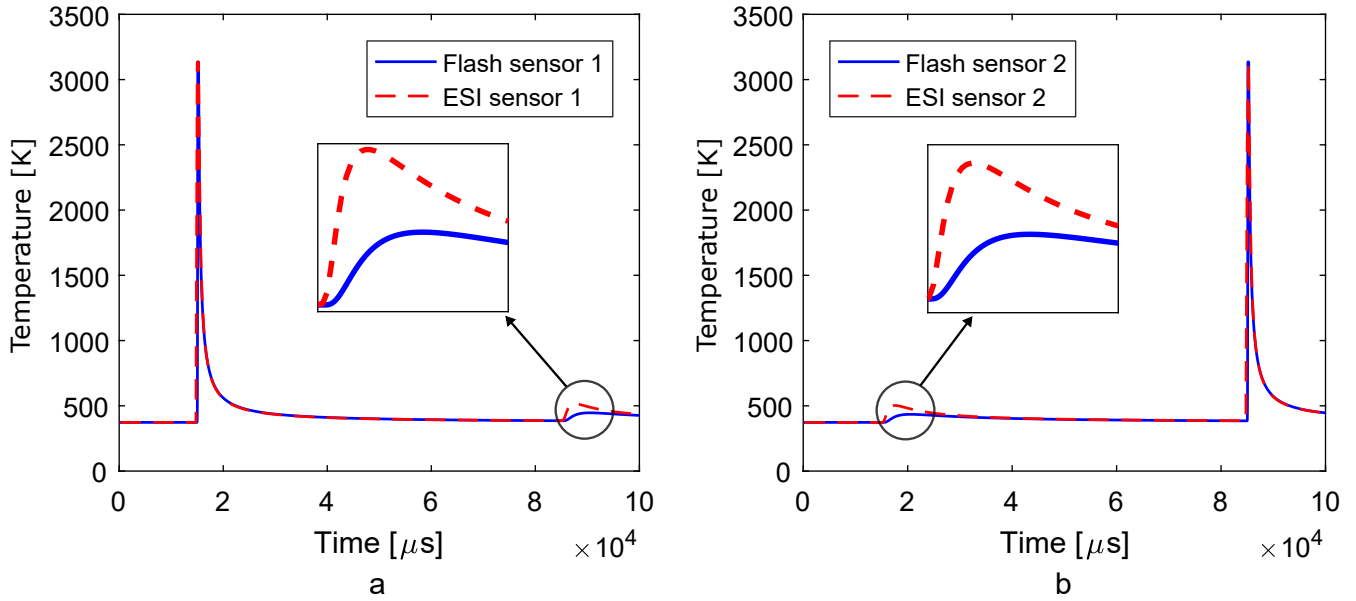 3500
3000
2500
2000
1500
1000
500
0
Temperature [K]
Flash sensor 1
ESI sensor 1
0 2 4 6 8 10
Time [μs]
×10⁴
a
3500
3000
2500
2000
1500
1000
500
0
Temperature [K]
Flash sensor 2
ESI sensor 2
0 2 4 6 8 10
Time [μs]
×10⁴
b